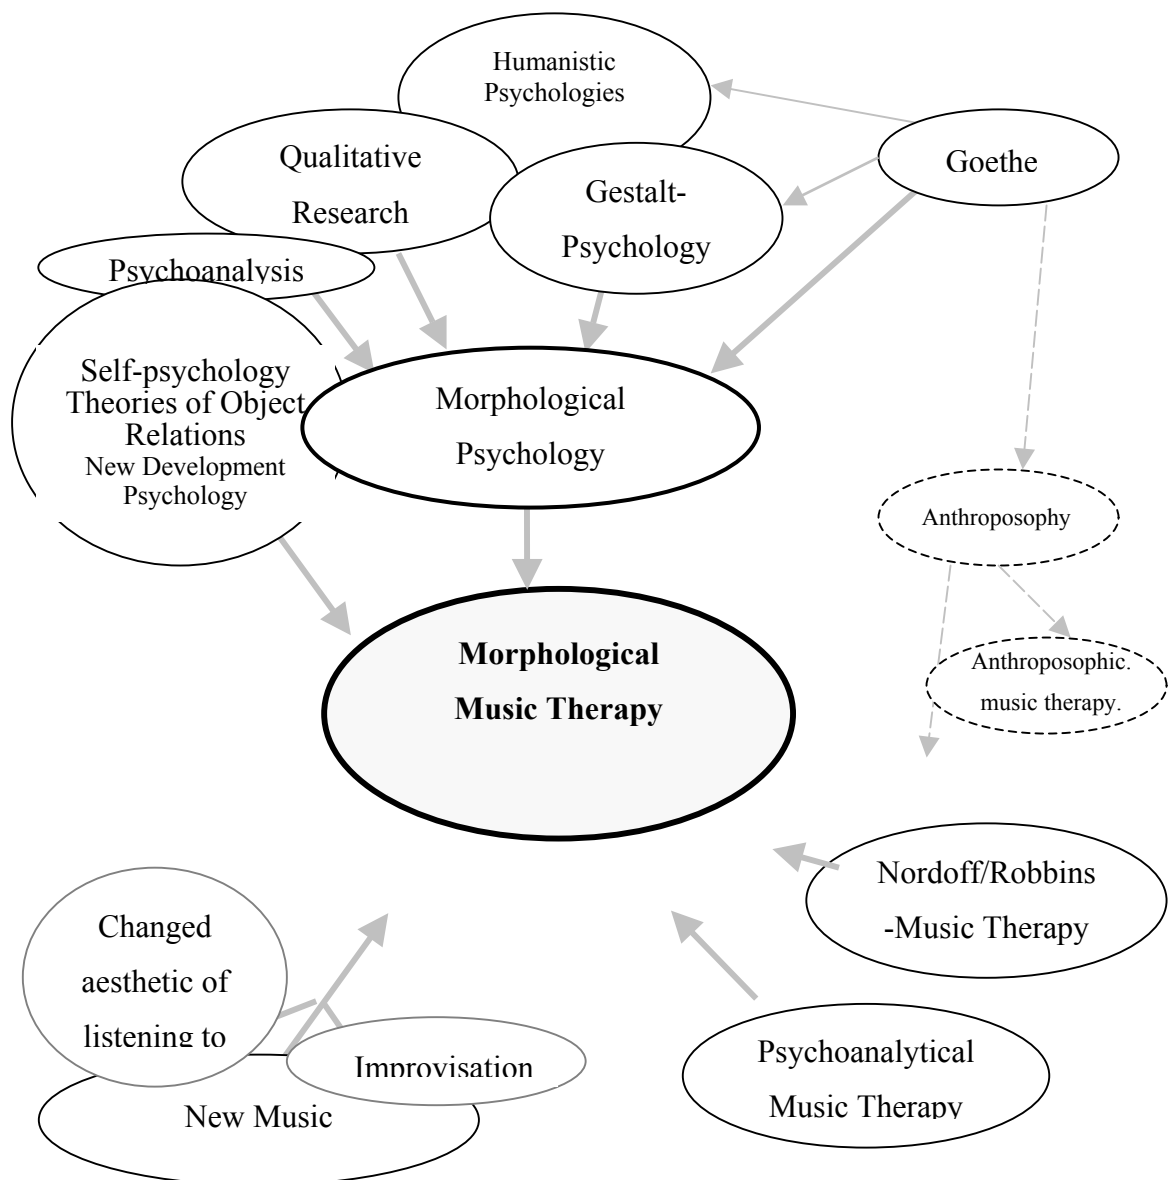 Humanistic
Psychologies
Qualitative
Research
Gestalt-
Psychology
Goethe
Psychoanalysis
Self-psychology
Theories of Object
Relations
New Development
Psychology
Morphological
Psychology
Anthroposophy
Anthroposophic.
music therapy.
Morphological
Music Therapy
Nordoff/Robbins
-Music Therapy
Changed
aesthetic of
listening to
Improvisation
New Music
Psychoanalytical
Music Therapy